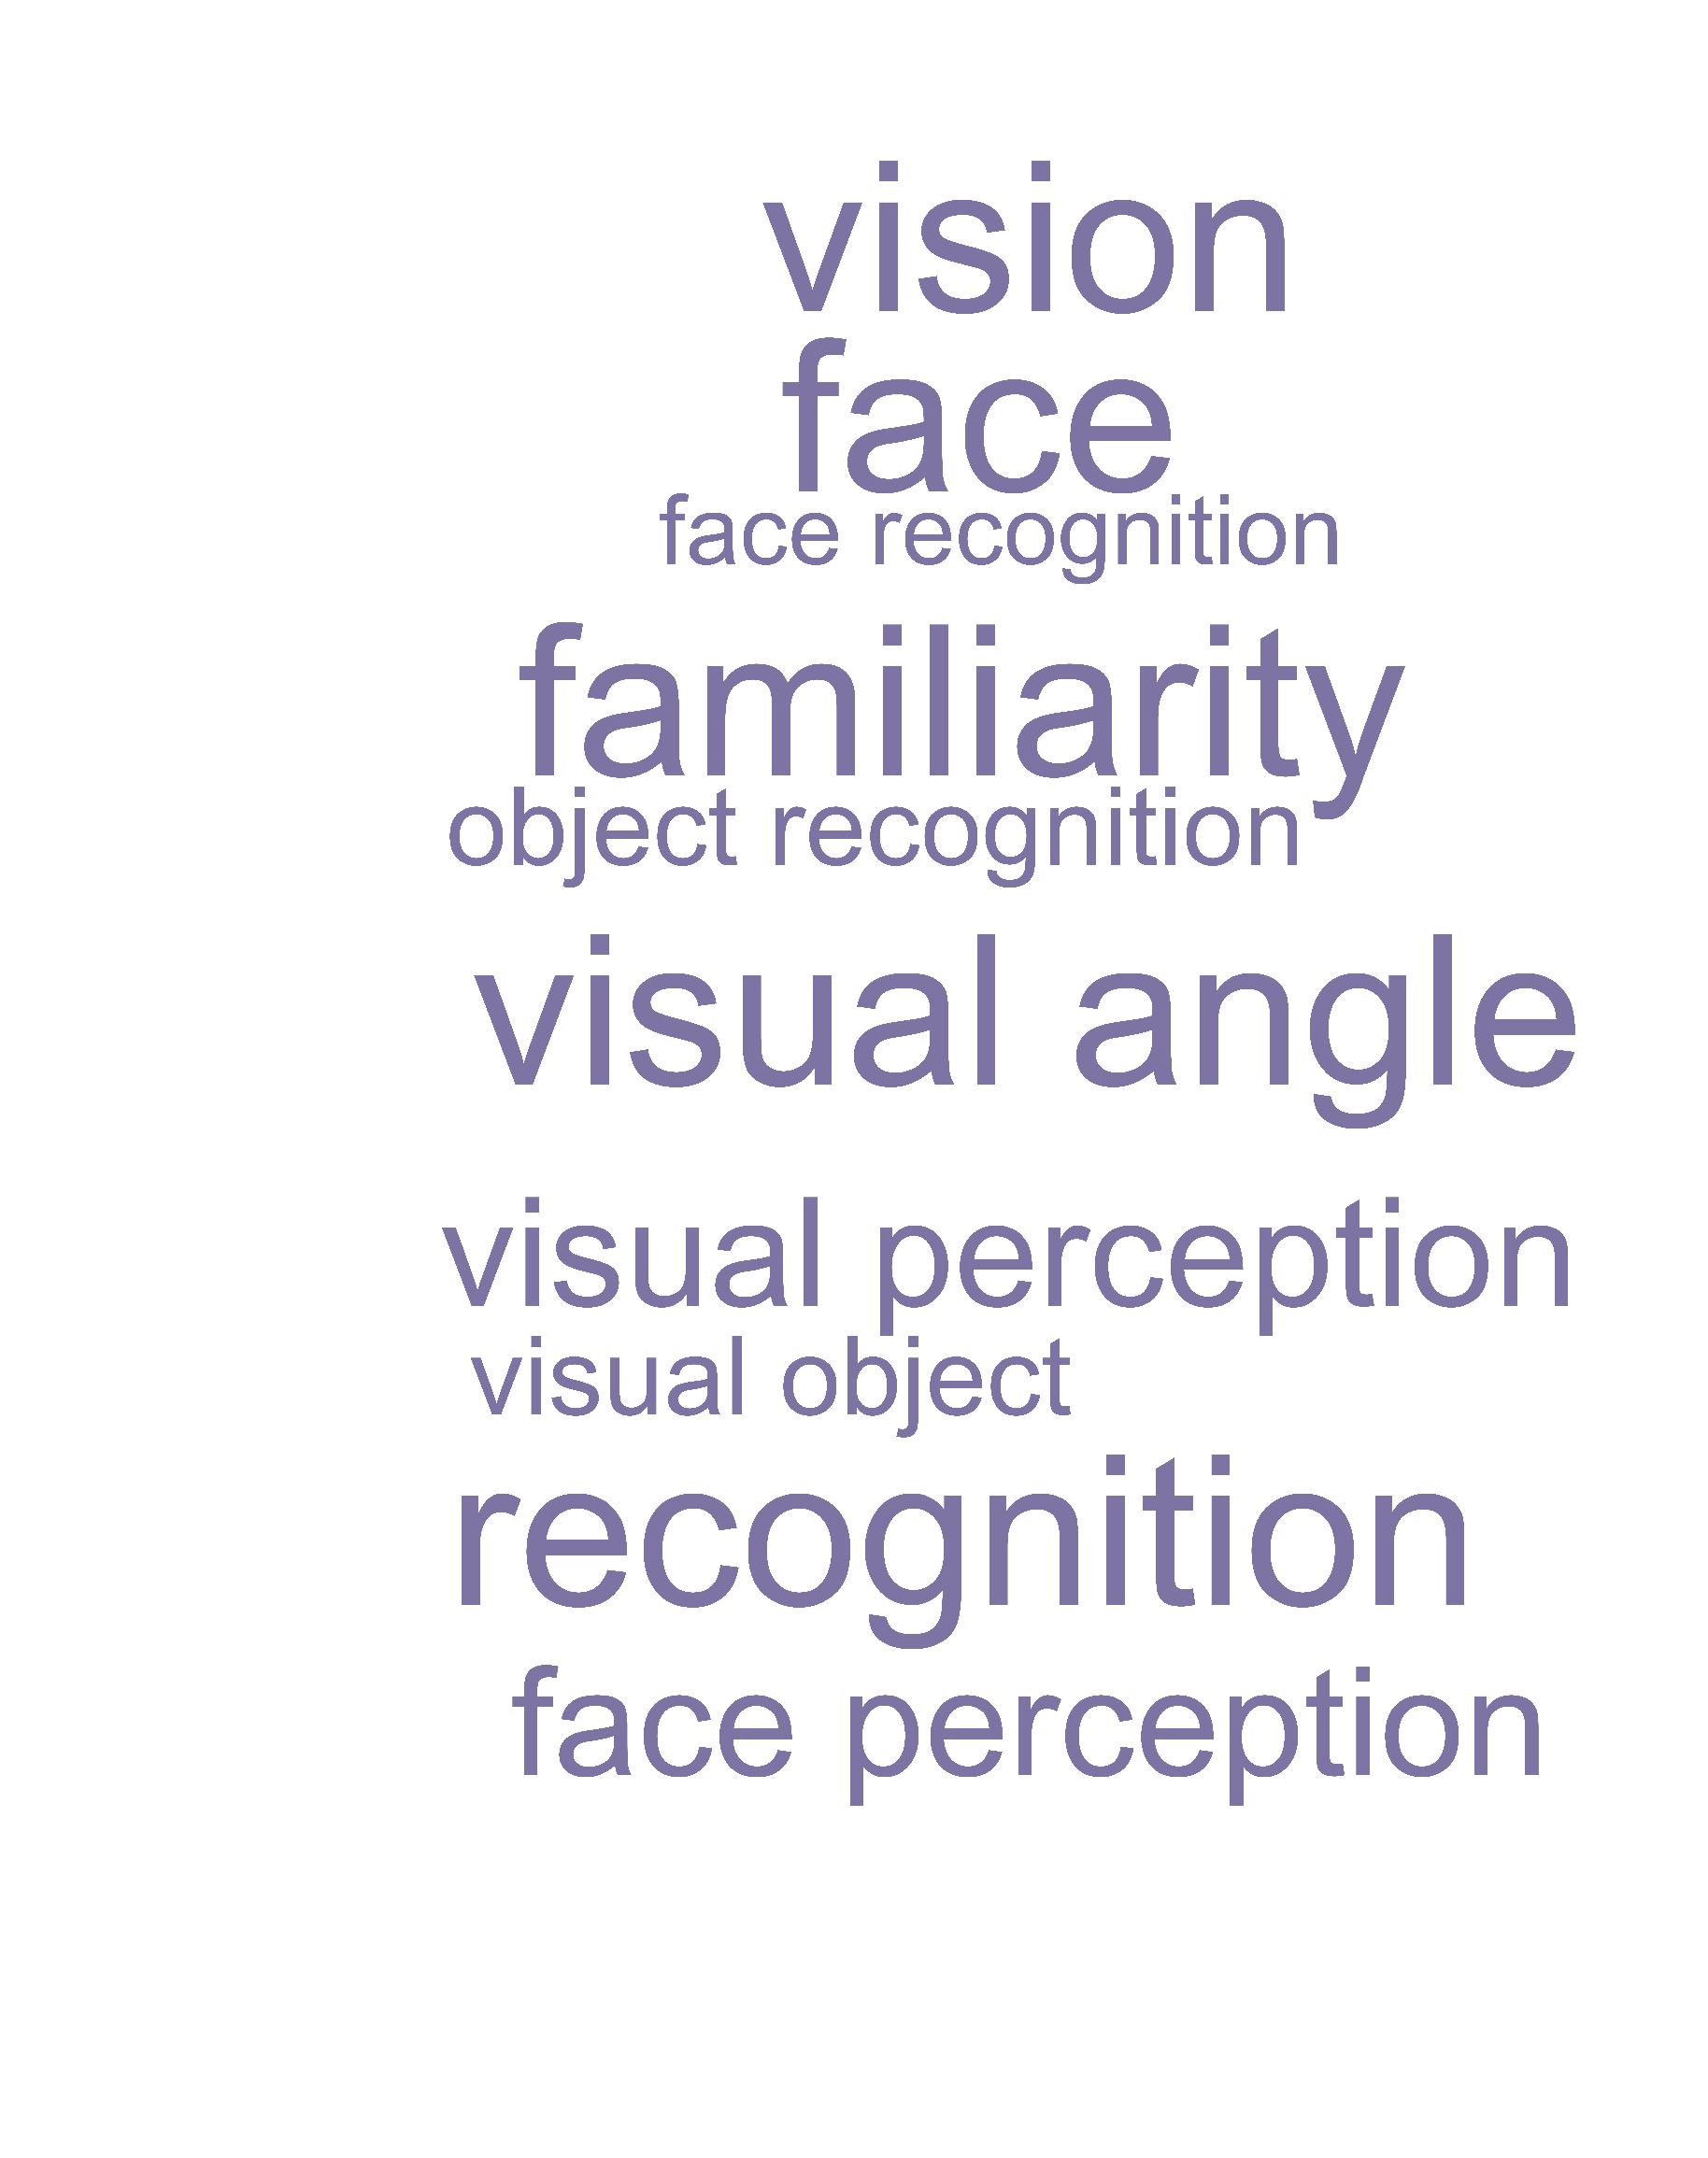 vision
face
face recognition
familiarity
object recognition
visual angle
visual perception
visual object
recognition
face perception